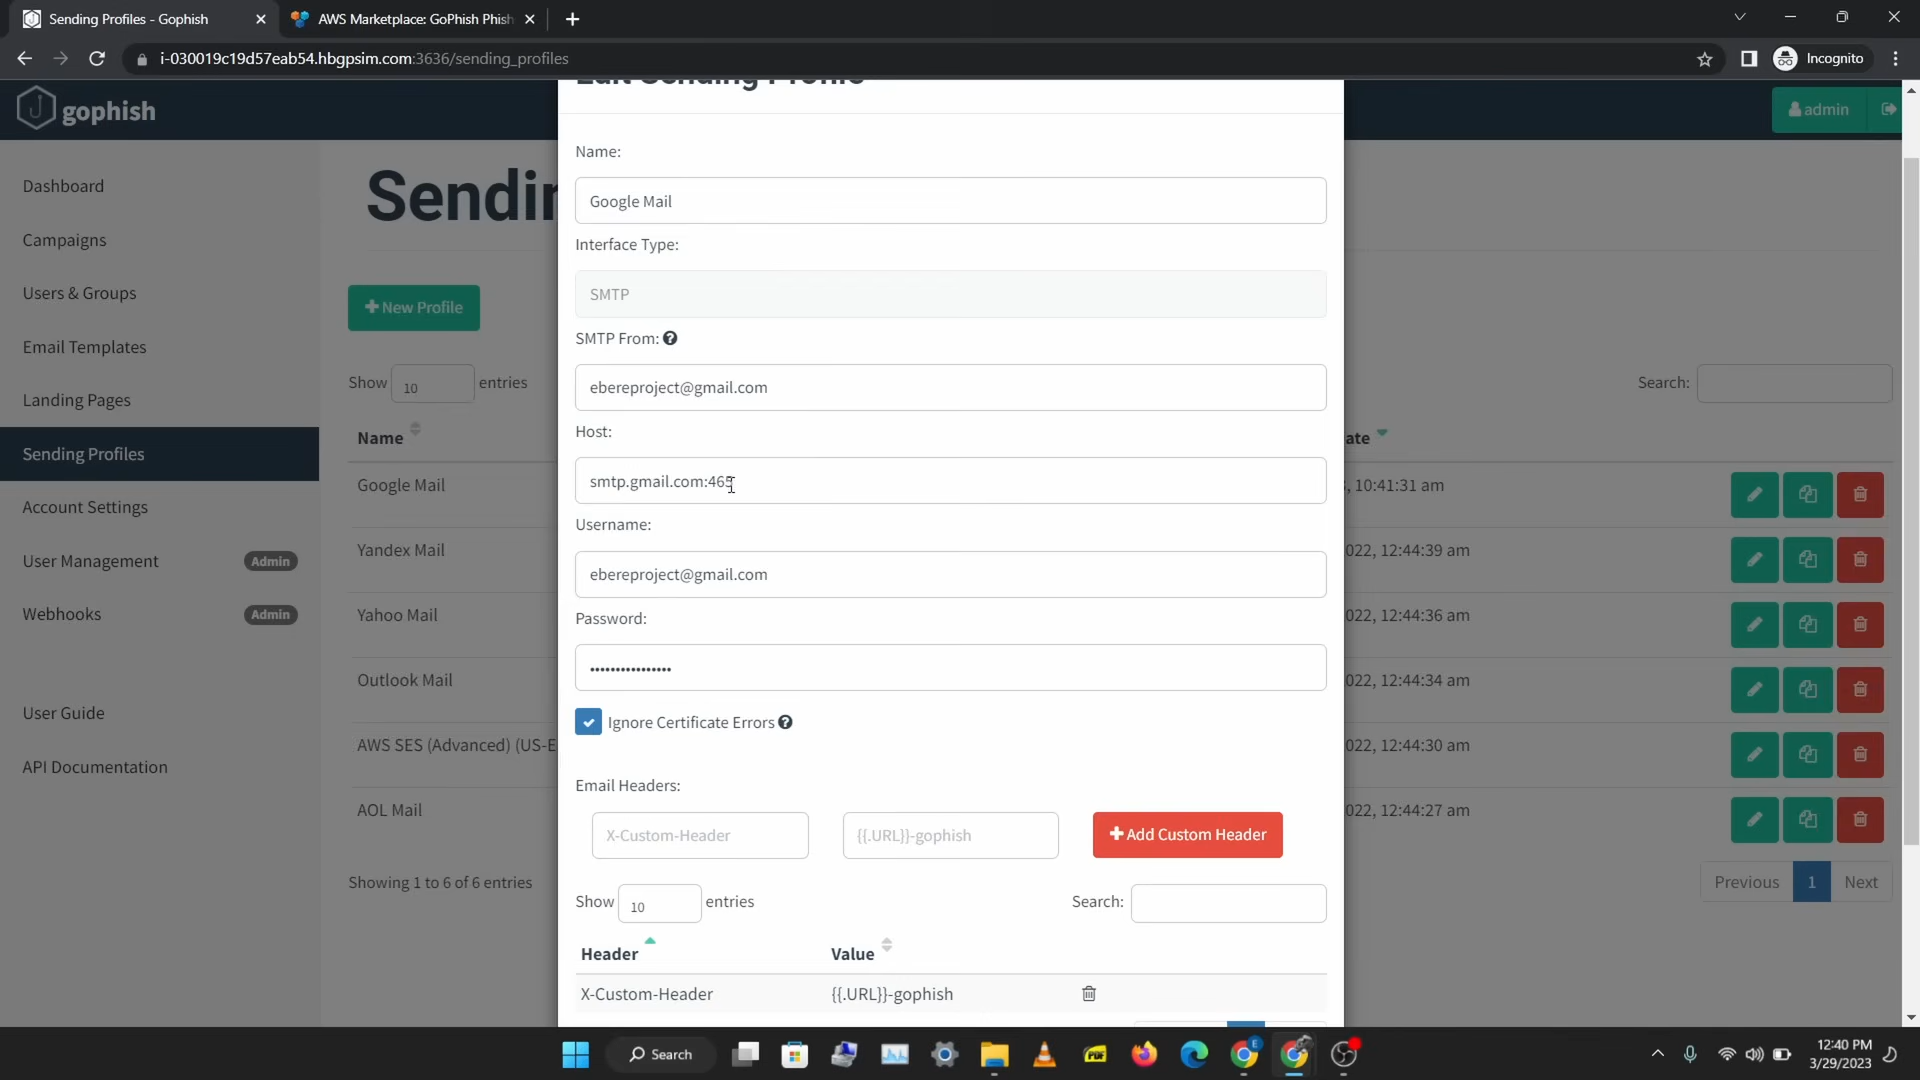 Sending Profiles - Gophish
AWS Marketplace: GoPhish Phish
i-030019c19d57eab54.hbgpsim.com:3636/sending_profiles
Incognito
gophish
admin
Edit Sending Profile
Dashboard
Campaigns
Users & Groups
Email Templates
Landing Pages
Sending Profiles
Account Settings
User Management Admin
Webhooks Admin
User Guide
API Documentation
Sendin
New Profile
Show 10 entries
Search:
Name
ate
Google Mail
, 10:41:31 am
Yandex Mail
022, 12:44:39 am
Yahoo Mail
022, 12:44:36 am
Outlook Mail
022, 12:44:34 am
AWS SES (Advanced) (US-E
022, 12:44:30 am
AOL Mail
022, 12:44:27 am
Showing 1 to 6 of 6 entries
Previous 1 Next
Name:
Google Mail
Interface Type:
SMTP
SMTP From:
ebereproject@gmail.com
Host:
smtp.gmail.com:465
Username:
ebereproject@gmail.com
Password:
••••••••••••••••
Ignore Certificate Errors
Email Headers:
X-Custom-Header
{{.URL}}-gophish
Add Custom Header
Show 10 entries
Search:
Header
Value
X-Custom-Header
{{.URL}}-gophish
Search
PDF
E
12:40 PM
3/29/2023